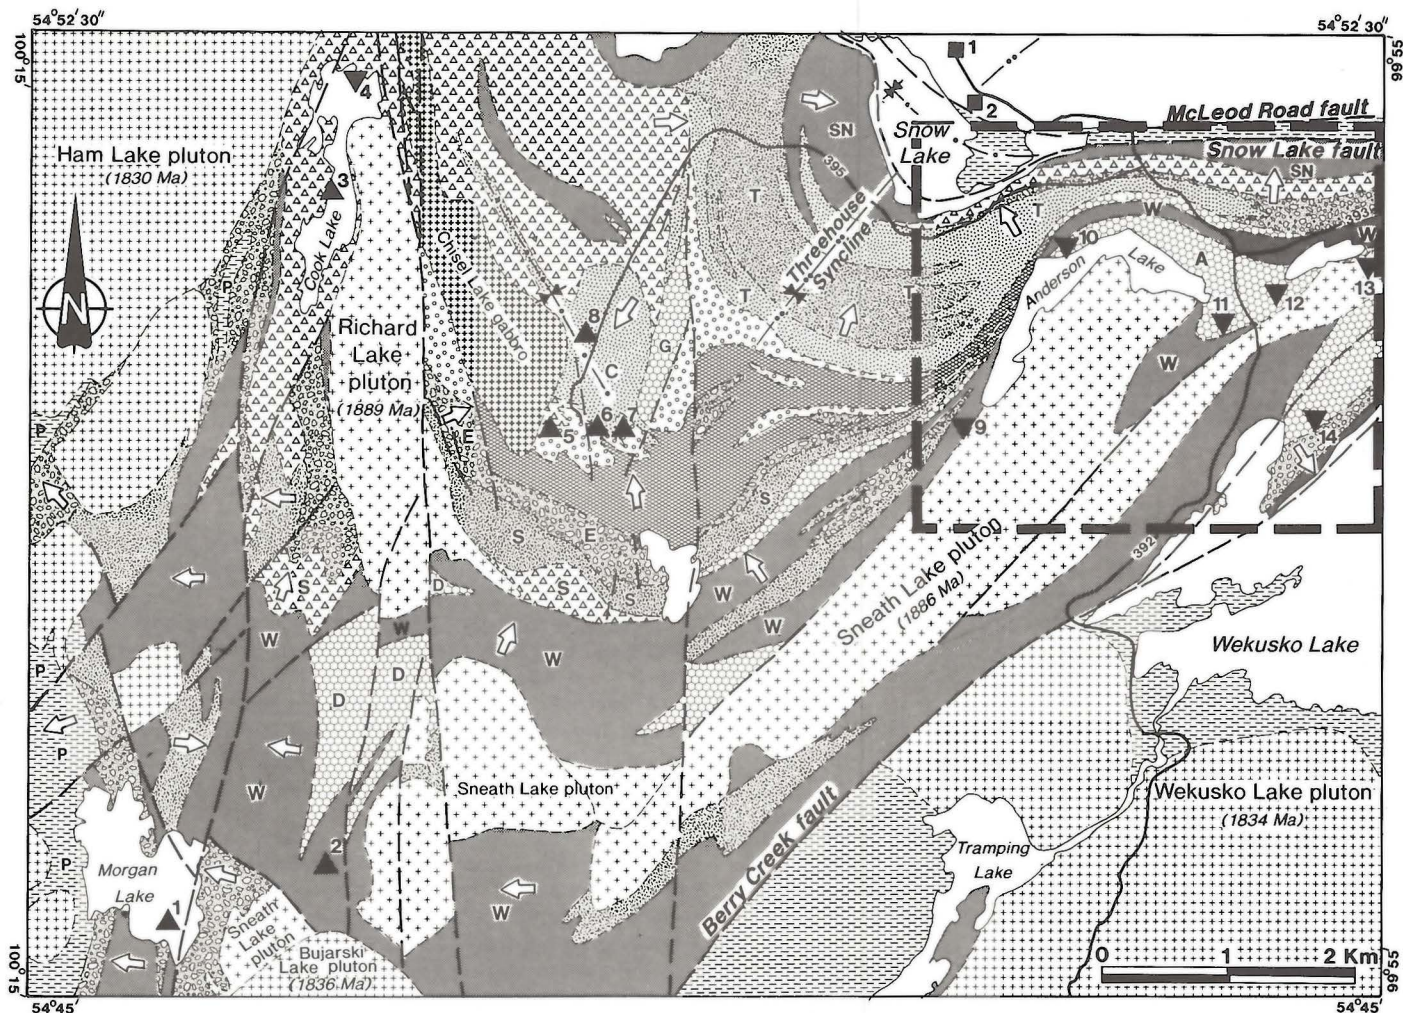 54°52′30″
54°52′30″
100°15′
99°55′
1
2
McLeod Road fault
Snow Lake fault
Snow
Lake
SN
SN
395
393
Ham Lake pluton
(1830 Ma)
N
4
3
Cook Lake
Richard
Lake
pluton
(1889 Ma)
Chisel Lake gabbro
Threehouse
Syncline
T
T
T
T
W
W
A
10
Anderson
Lake
11
12
13
14
9
W
8
C
G
5
6
7
P
P
P
P
P
E
E
S
S
S
S
S
D
D
D
W
W
W
W
W
W
W
Sneath Lake pluton
(1886 Ma)
392
Wekusko Lake
Sneath Lake pluton
Wekusko Lake pluton
(1834 Ma)
Berry Creek fault
Tramping
Lake
Morgan
Lake
1
2
Sneath
Lake
pluton
Bujarski
Lake pluton
(1836 Ma)
0
1
2 Km
100°15′
99°55′
54°45′
54°45′